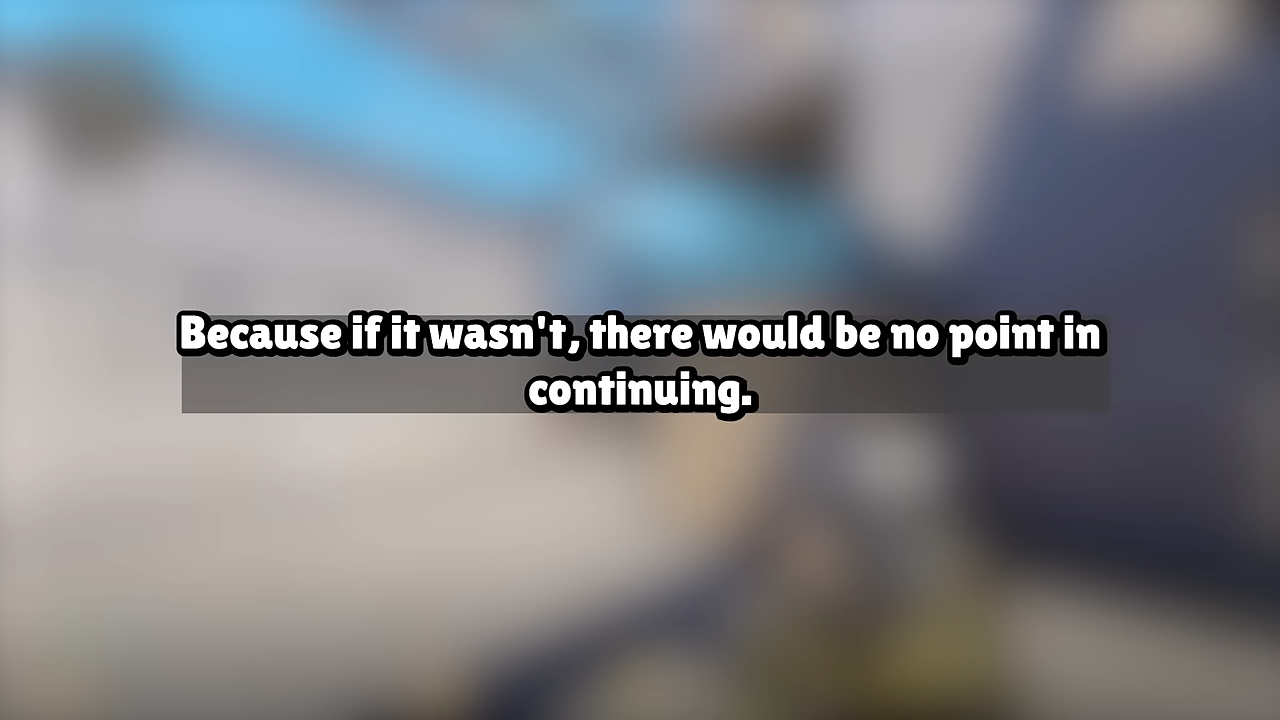 Because if it wasn't, there would be no point in
continuing.